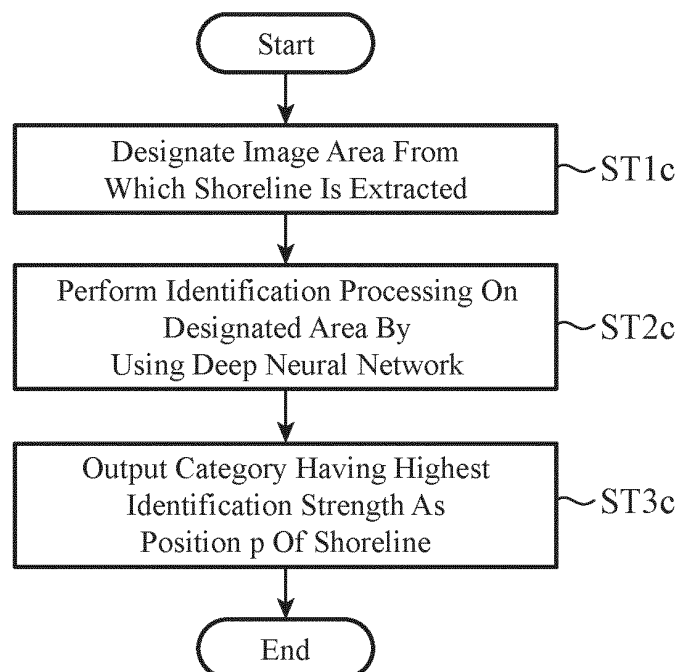 Start
Designate Image Area From
Which Shoreline Is Extracted
ST1c
Perform Identification Processing On
Designated Area By
Using Deep Neural Network
ST2c
Output Category Having Highest
Identification Strength As
Position p Of Shoreline
ST3c
End